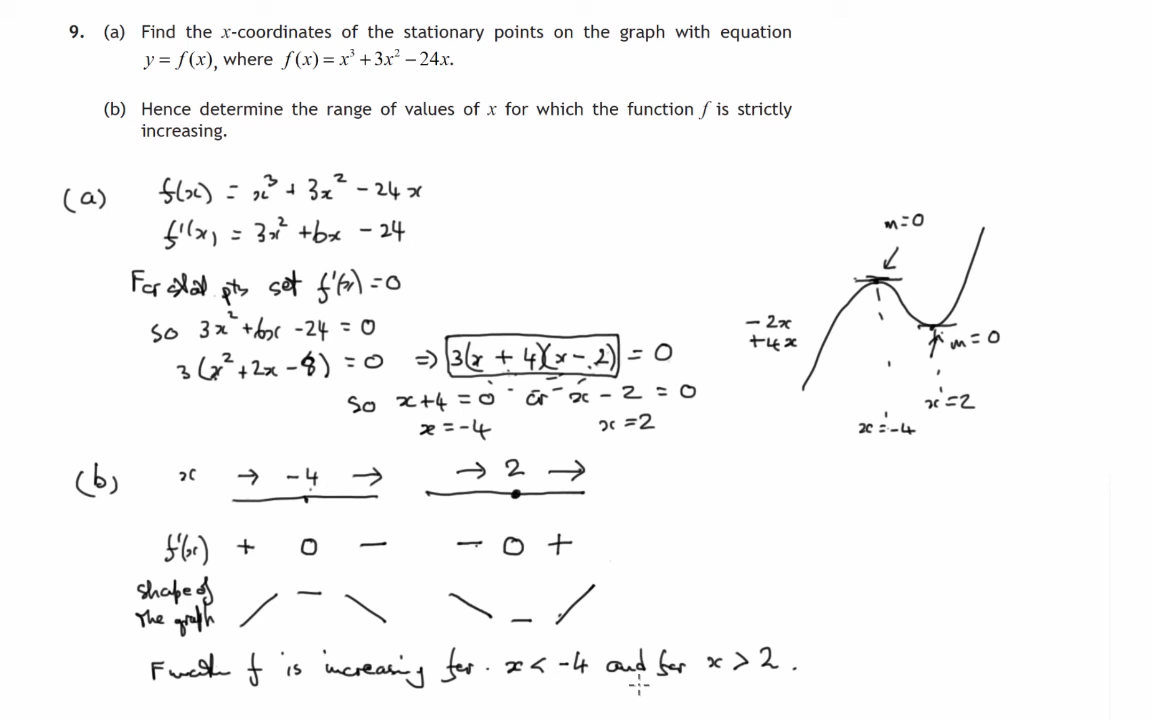 9. (a) Find the x-coordinates of the stationary points on the graph with equation
y = f(x), where f(x) = x³ + 3x² − 24x.
(b) Hence determine the range of values of x for which the function f is strictly
increasing.
(a) f(x) = x³ + 3x² − 24x
f'(x) = 3x² + 6x − 24
For stat pts set f'(x) = 0
so 3x² + 6x − 24 = 0
3(x² + 2x − 8) = 0 ⇒ 3(x + 4)(x − 2) = 0
so x + 4 = 0 or x − 2 = 0
x = −4 x = 2
m = 0
− 2x
+ 4x
m = 0
x = 2
x = −4
(b) x → −4 → → 2 →
f'(x) + 0 − − 0 +
shape of
the graph
Function f is increasing for x < −4 and for x > 2.